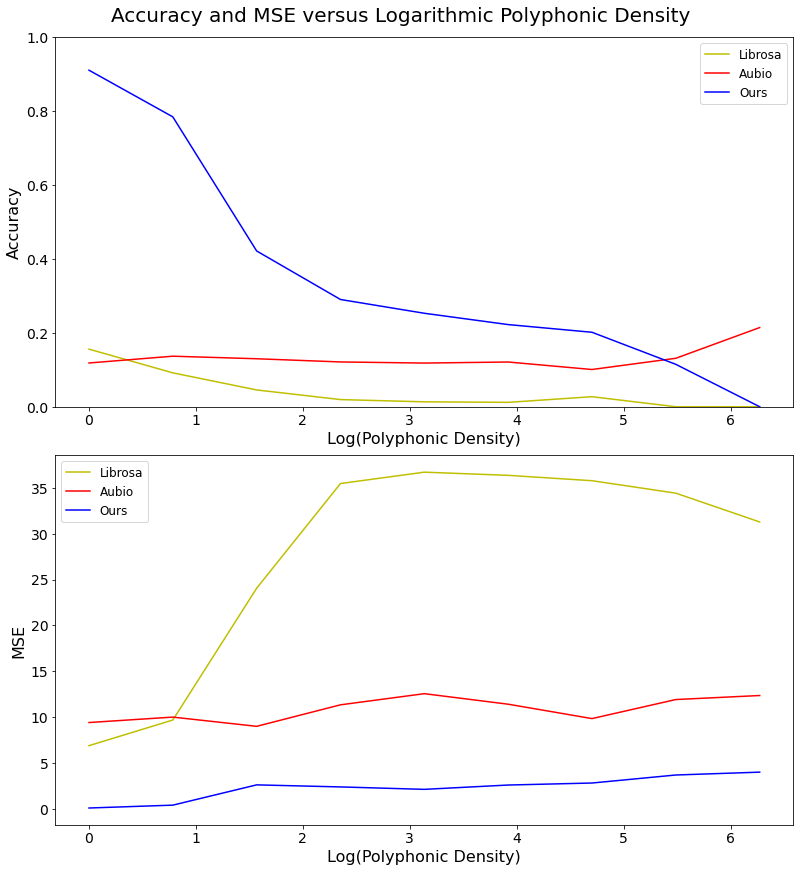 Accuracy and MSE versus Logarithmic Polyphonic Density
1.0
0.8
0.6
0.4
0.2
0.0
Accuracy
Librosa
Aubio
Ours
0 1 2 3 4 5 6
Log(Polyphonic Density)
35
30
25
20
15
10
5
0
MSE
Librosa
Aubio
Ours
0 1 2 3 4 5 6
Log(Polyphonic Density)